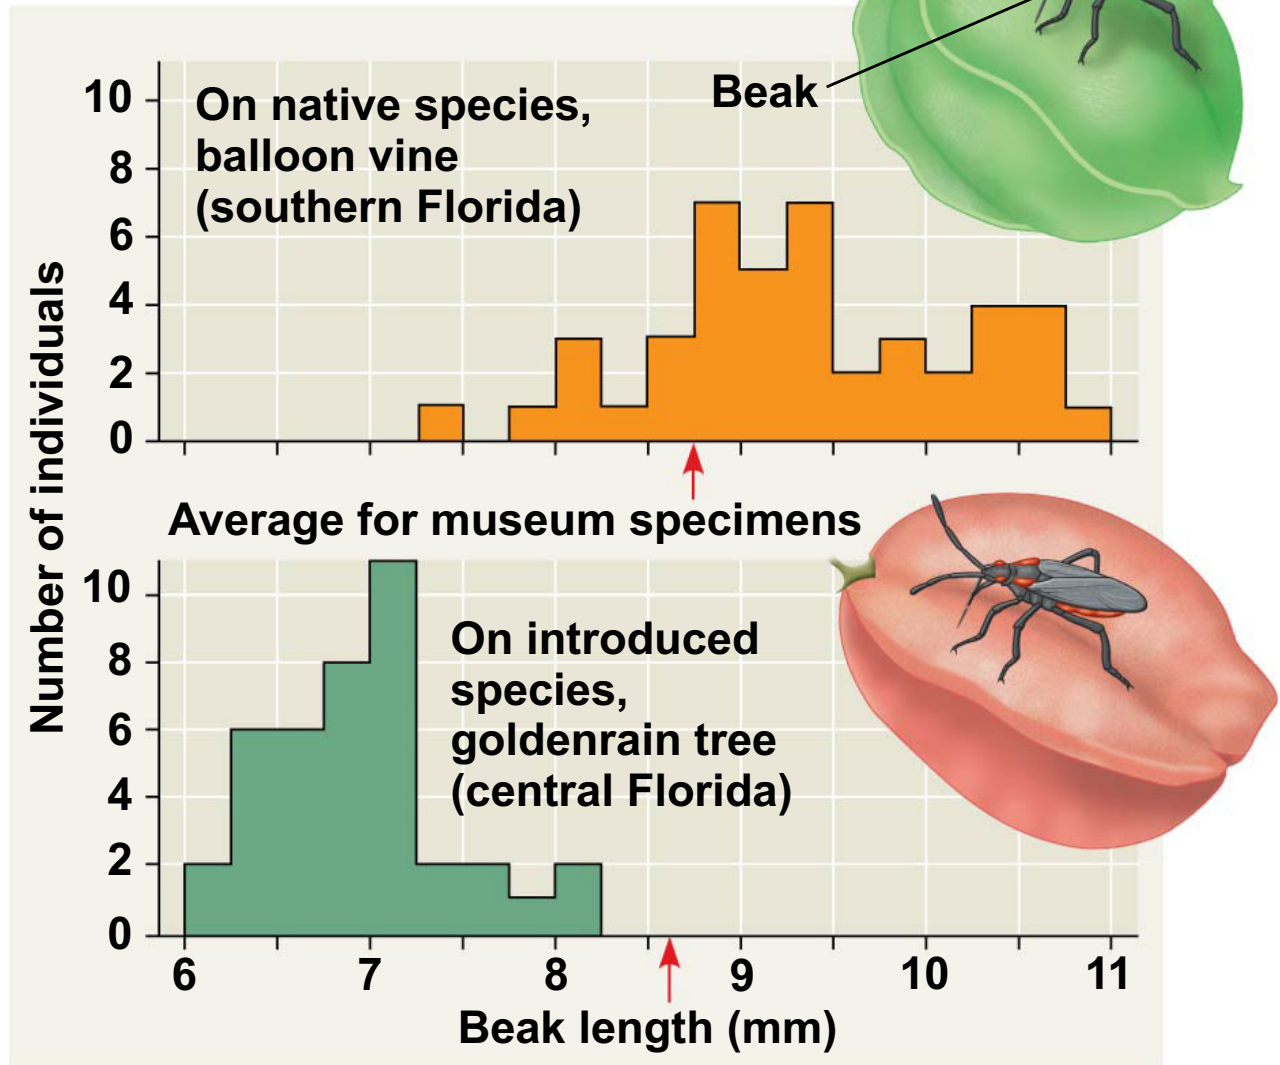 Beak
On native species,
balloon vine
(southern Florida)
10
8
6
4
2
0
Number of individuals
Average for museum specimens
On introduced
species,
goldenrain tree
(central Florida)
10
8
6
4
2
0
6 7 8 9 10 11
Beak length (mm)